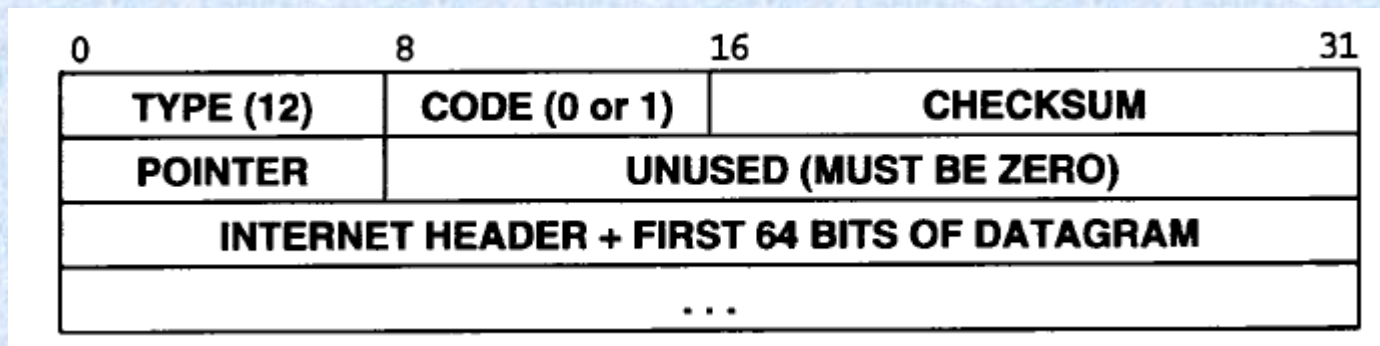 0 8 16 31
TYPE (12) CODE (0 or 1) CHECKSUM
POINTER UNUSED (MUST BE ZERO)
INTERNET HEADER + FIRST 64 BITS OF DATAGRAM
...